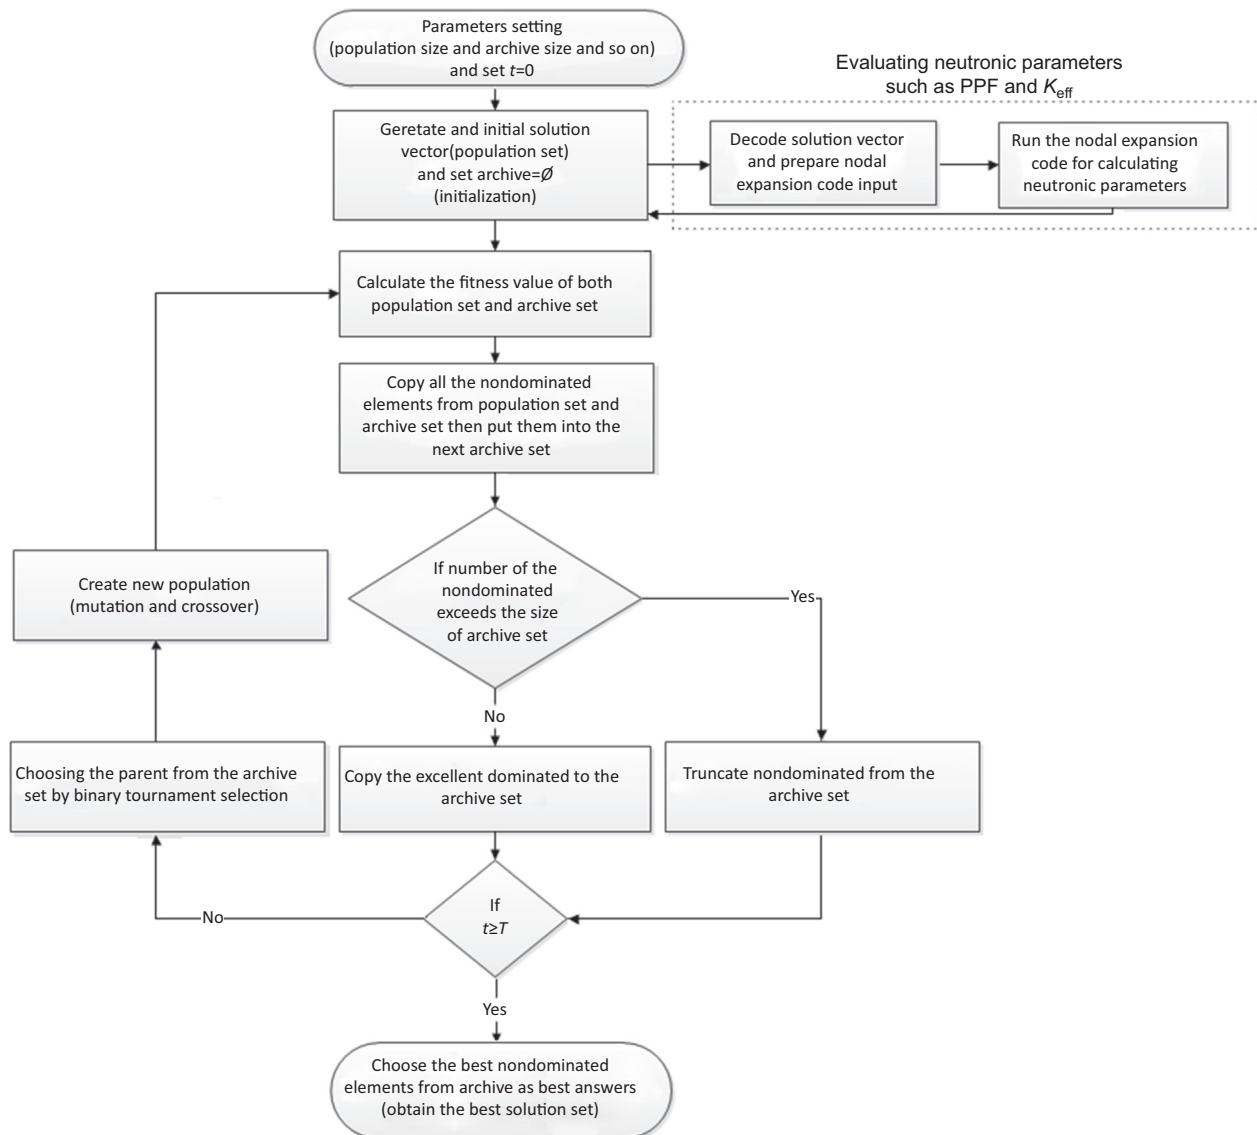 Parameters setting
(population size and archive size and so on)
and set t=0
Evaluating neutronic parameters
such as PPF and Keff
Geretate and initial solution
vector(population set)
and set archive=Ø
(initialization)
Decode solution vector
and prepare nodal
expansion code input
Run the nodal expansion
code for calculating
neutronic parameters
Calculate the fitness value of both
population set and archive set
Copy all the nondominated
elements from population set and
archive set then put them into the
next archive set
If number of the
nondominated
exceeds the size
of archive set
Yes
Create new population
(mutation and crossover)
No
Choosing the parent from the archive
set by binary tournament selection
Copy the excellent dominated to the
archive set
Truncate nondominated from the
archive set
If
t≥T
No
Yes
Choose the best nondominated
elements from archive as best answers
(obtain the best solution set)